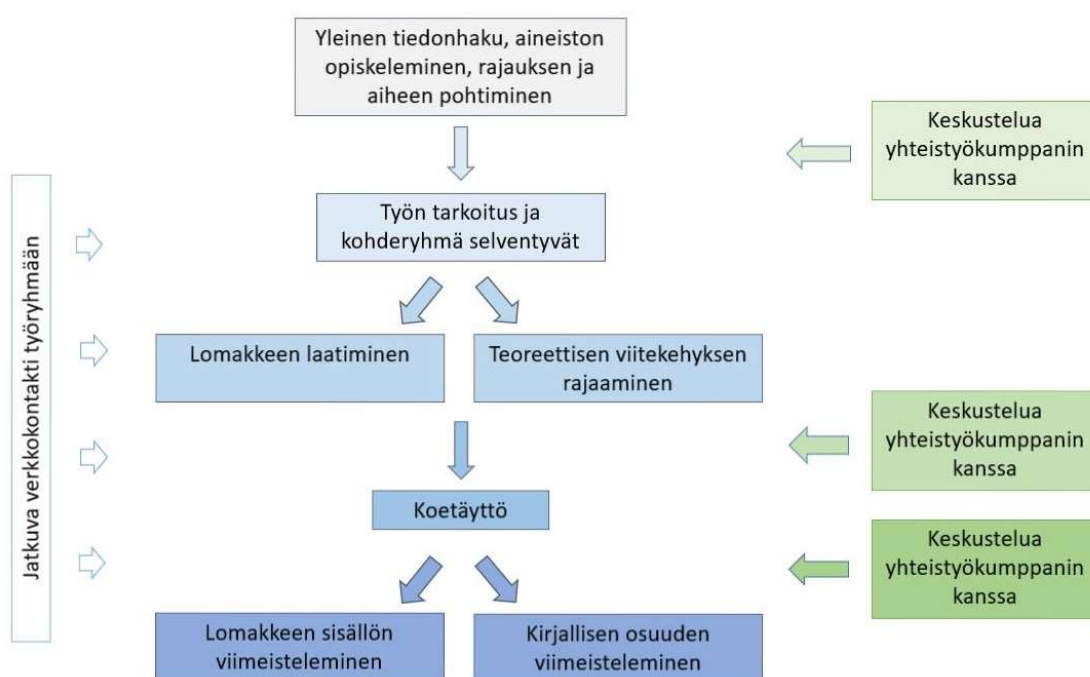 Yleinen tiedonhaku, aineiston
opiskeleminen, rajauksen ja
aiheen pohtiminen
Keskustelua
yhteistyökumppanin
kanssa
Jatkuva verkkokontakti työryhmään
Työn tarkoitus ja
kohderyhmä selventyvät
Lomakkeen laatiminen
Teoreettisen viitekehyksen
rajaaminen
Keskustelua
yhteistyökumppanin
kanssa
Koetäyttö
Keskustelua
yhteistyökumppanin
kanssa
Lomakkeen sisällön
viimeisteleminen
Kirjallisen osuuden
viimeisteleminen